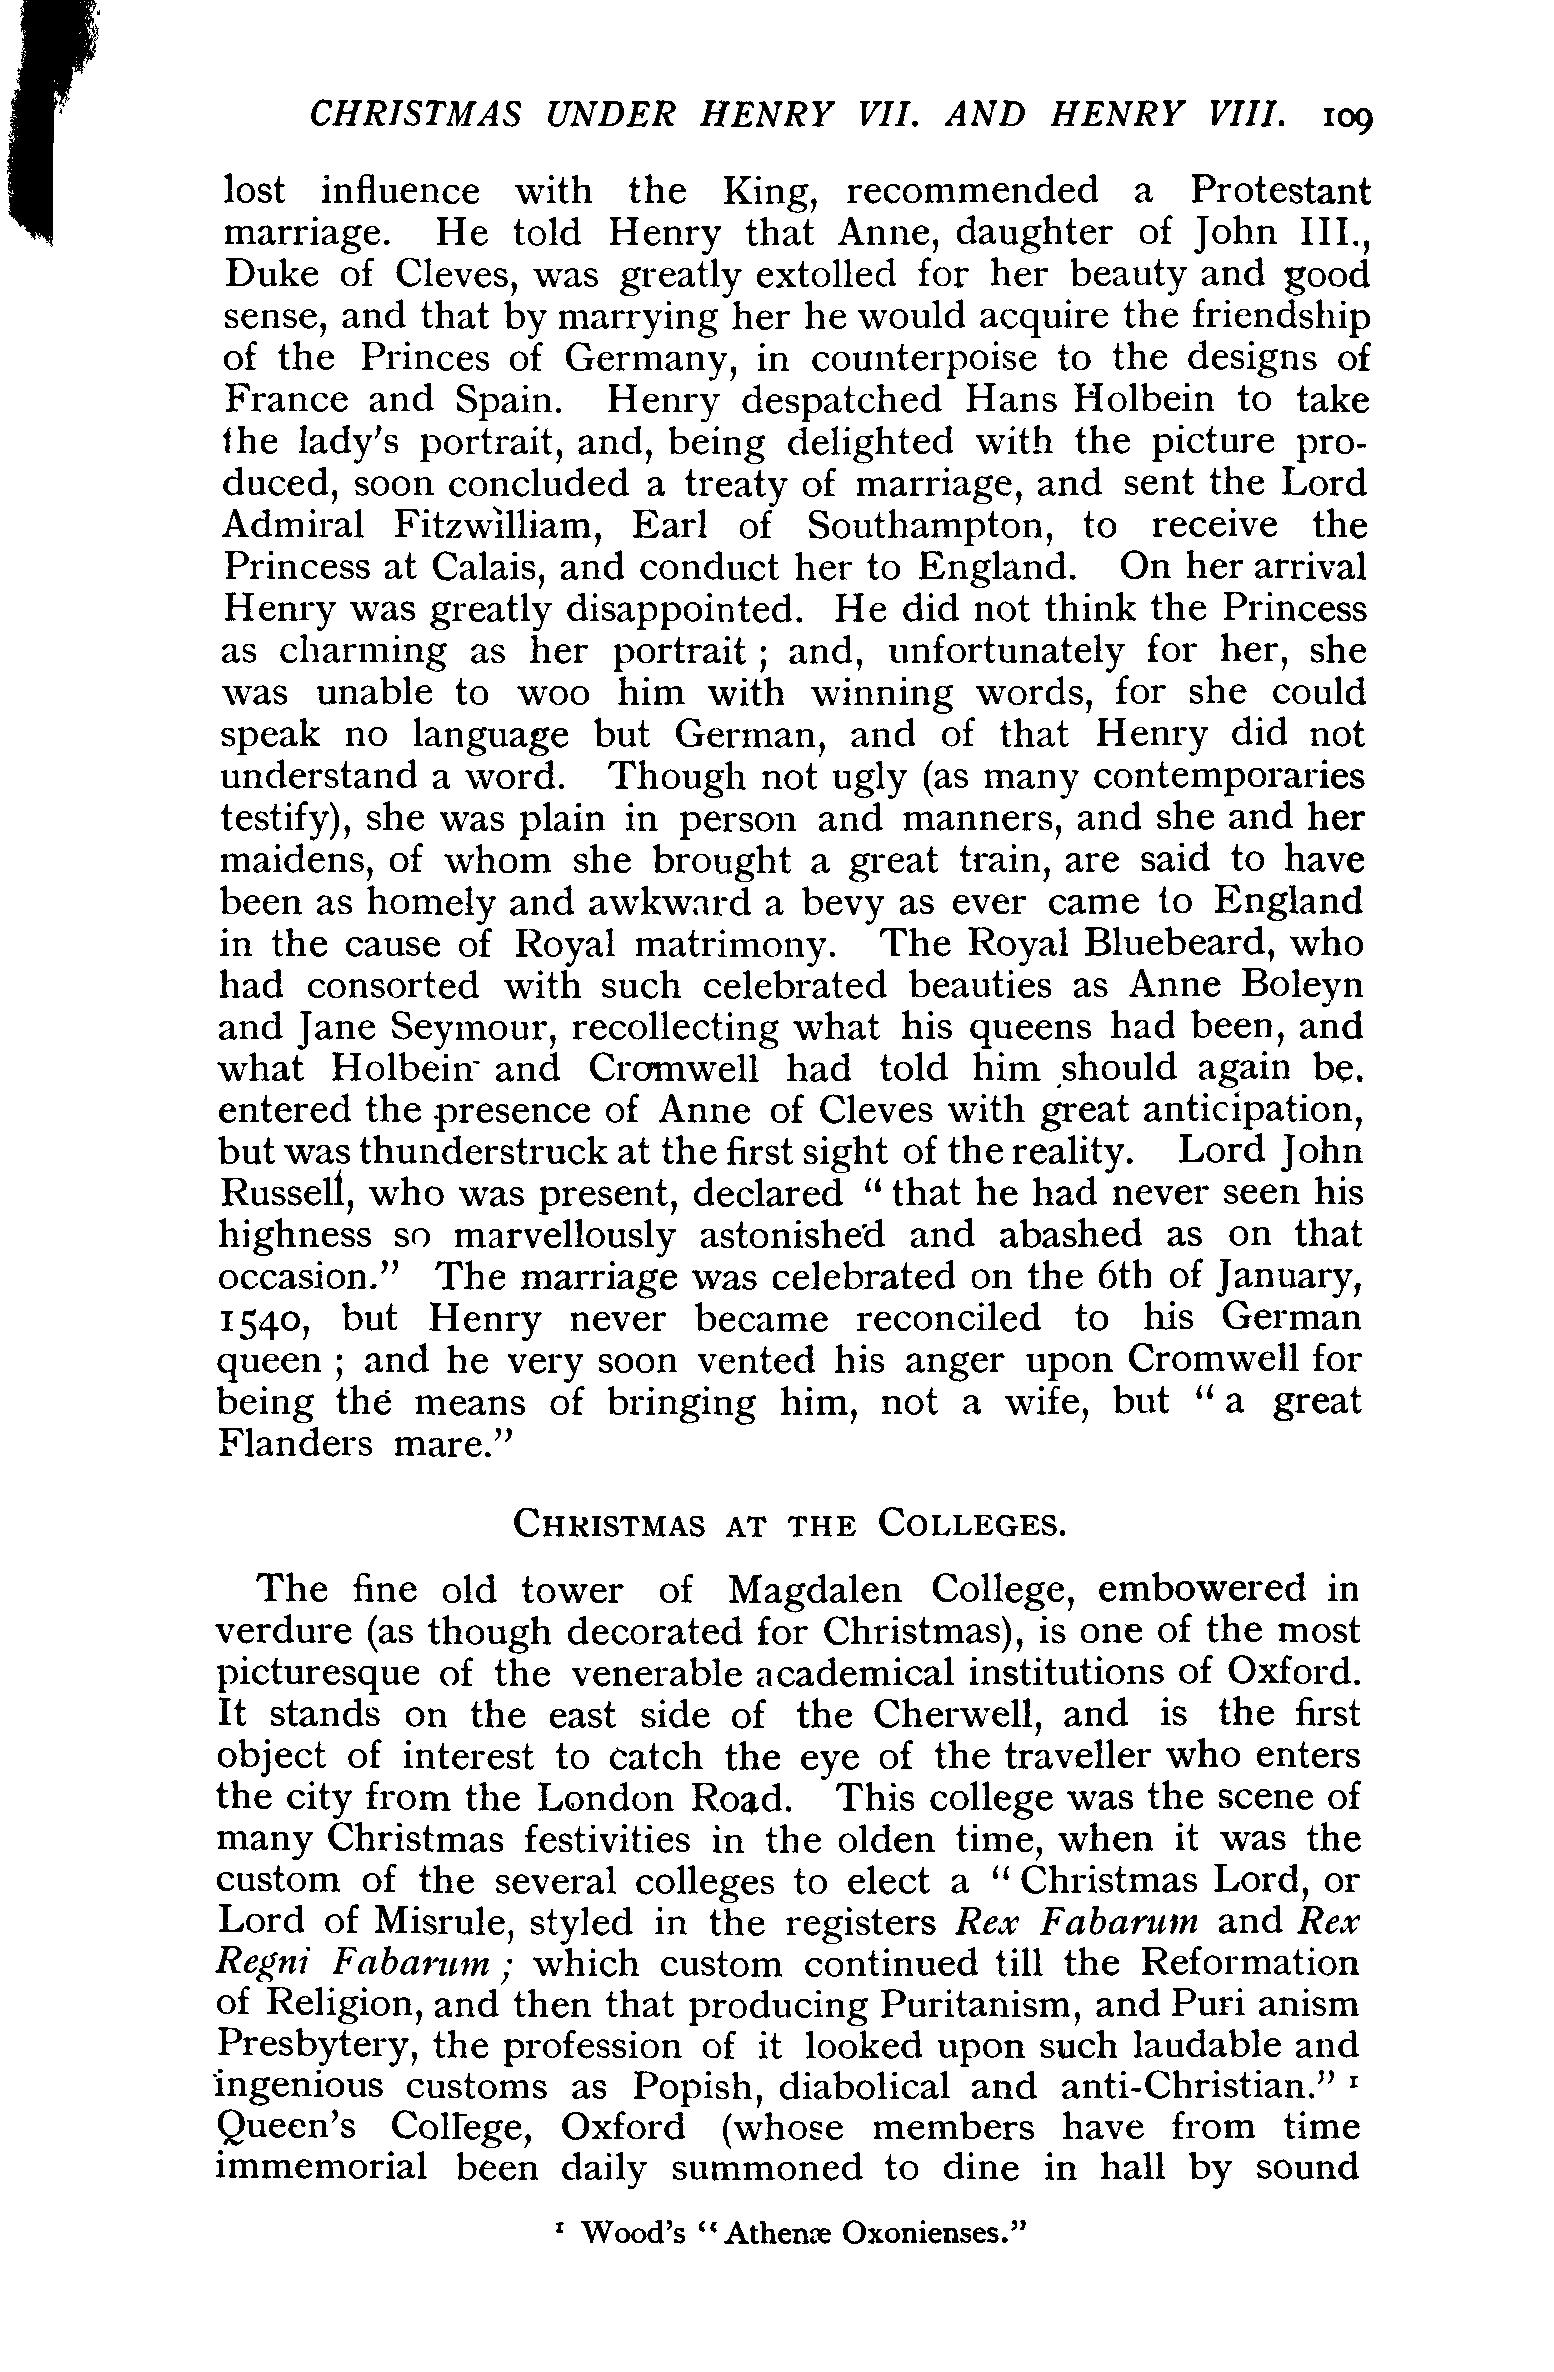 CHRISTMAS UNDER HENRY VII. AND HENRY VIII. 109
lost influence with the King, recommended a Protestant
marriage. He told Henry that Anne, daughter of John III.,
Duke of Cleves, was greatly extolled for her beauty and good
sense, and that by marrying her he would acquire the friendship
of the Princes of Germany, in counterpoise to the designs of
France and Spain. Henry despatched Hans Holbein to take
the lady's portrait, and, being delighted with the picture pro-
duced, soon concluded a treaty of marriage, and sent the Lord
Admiral Fitzwilliam, Earl of Southampton, to receive the
Princess at Calais, and conduct her to England. On her arrival
Henry was greatly disappointed. He did not think the Princess
as charming as her portrait ; and, unfortunately for her, she
was unable to woo him with winning words, for she could
speak no language but German, and of that Henry did not
understand a word. Though not ugly (as many contemporaries
testify), she was plain in person and manners, and she and her
maidens, of whom she brought a great train, are said to have
been as homely and awkward a bevy as ever came to England
in the cause of Royal matrimony. The Royal Bluebeard, who
had consorted with such celebrated beauties as Anne Boleyn
and Jane Seymour, recollecting what his queens had been, and
what Holbein and Cromwell had told him should again be.
entered the presence of Anne of Cleves with great anticipation,
but was thunderstruck at the first sight of the reality. Lord John
Russell, who was present, declared " that he had never seen his
highness so marvellously astonished and abashed as on that
occasion." The marriage was celebrated on the 6th of January,
1540, but Henry never became reconciled to his German
queen ; and he very soon vented his anger upon Cromwell for
being the means of bringing him, not a wife, but " a great
Flanders mare."
CHRISTMAS AT THE COLLEGES.
The fine old tower of Magdalen College, embowered in
verdure (as though decorated for Christmas), is one of the most
picturesque of the venerable academical institutions of Oxford.
It stands on the east side of the Cherwell, and is the first
object of interest to catch the eye of the traveller who enters
the city from the London Road. This college was the scene of
many Christmas festivities in the olden time, when it was the
custom of the several colleges to elect a " Christmas Lord, or
Lord of Misrule, styled in the registers Rex Fabarum and Rex
Regni Fabarum ; which custom continued till the Reformation
of Religion, and then that producing Puritanism, and Puri anism
Presbytery, the profession of it looked upon such laudable and
ingenious customs as Popish, diabolical and anti-Christian." 1
Queen's College, Oxford (whose members have from time
immemorial been daily summoned to dine in hall by sound
1 Wood's "Athenæ Oxonienses."